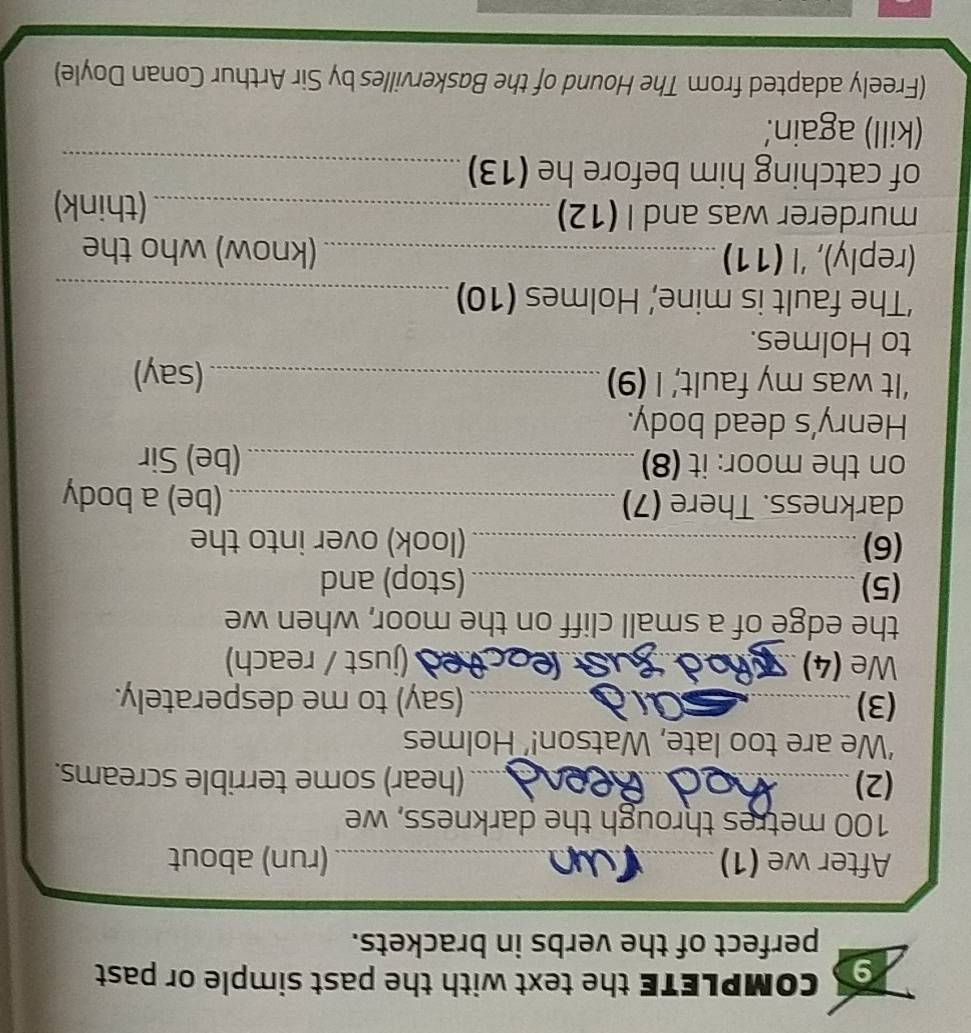 9 COMPLETE the text with the past simple or past
perfect of the verbs in brackets.
After we (1) run (run) about
100 metres through the darkness, we
(2) had Heend (hear) some terrible screams.
'We are too late, Watson!' Holmes
(3) said (say) to me desperately.
We (4) had just reacted (just / reach)
the edge of a small cliff on the moor, when we
(5) (stop) and
(6) (look) over into the
darkness. There (7) (be) a body
on the moor: it (8) (be) Sir
Henry's dead body.
'It was my fault,' I (9) (say)
to Holmes.
'The fault is mine,' Holmes (10)
(reply), 'I (11) (know) who the
murderer was and I (12) (think)
of catching him before he (13)
(kill) again.'
(Freely adapted from The Hound of the Baskervilles by Sir Arthur Conan Doyle)